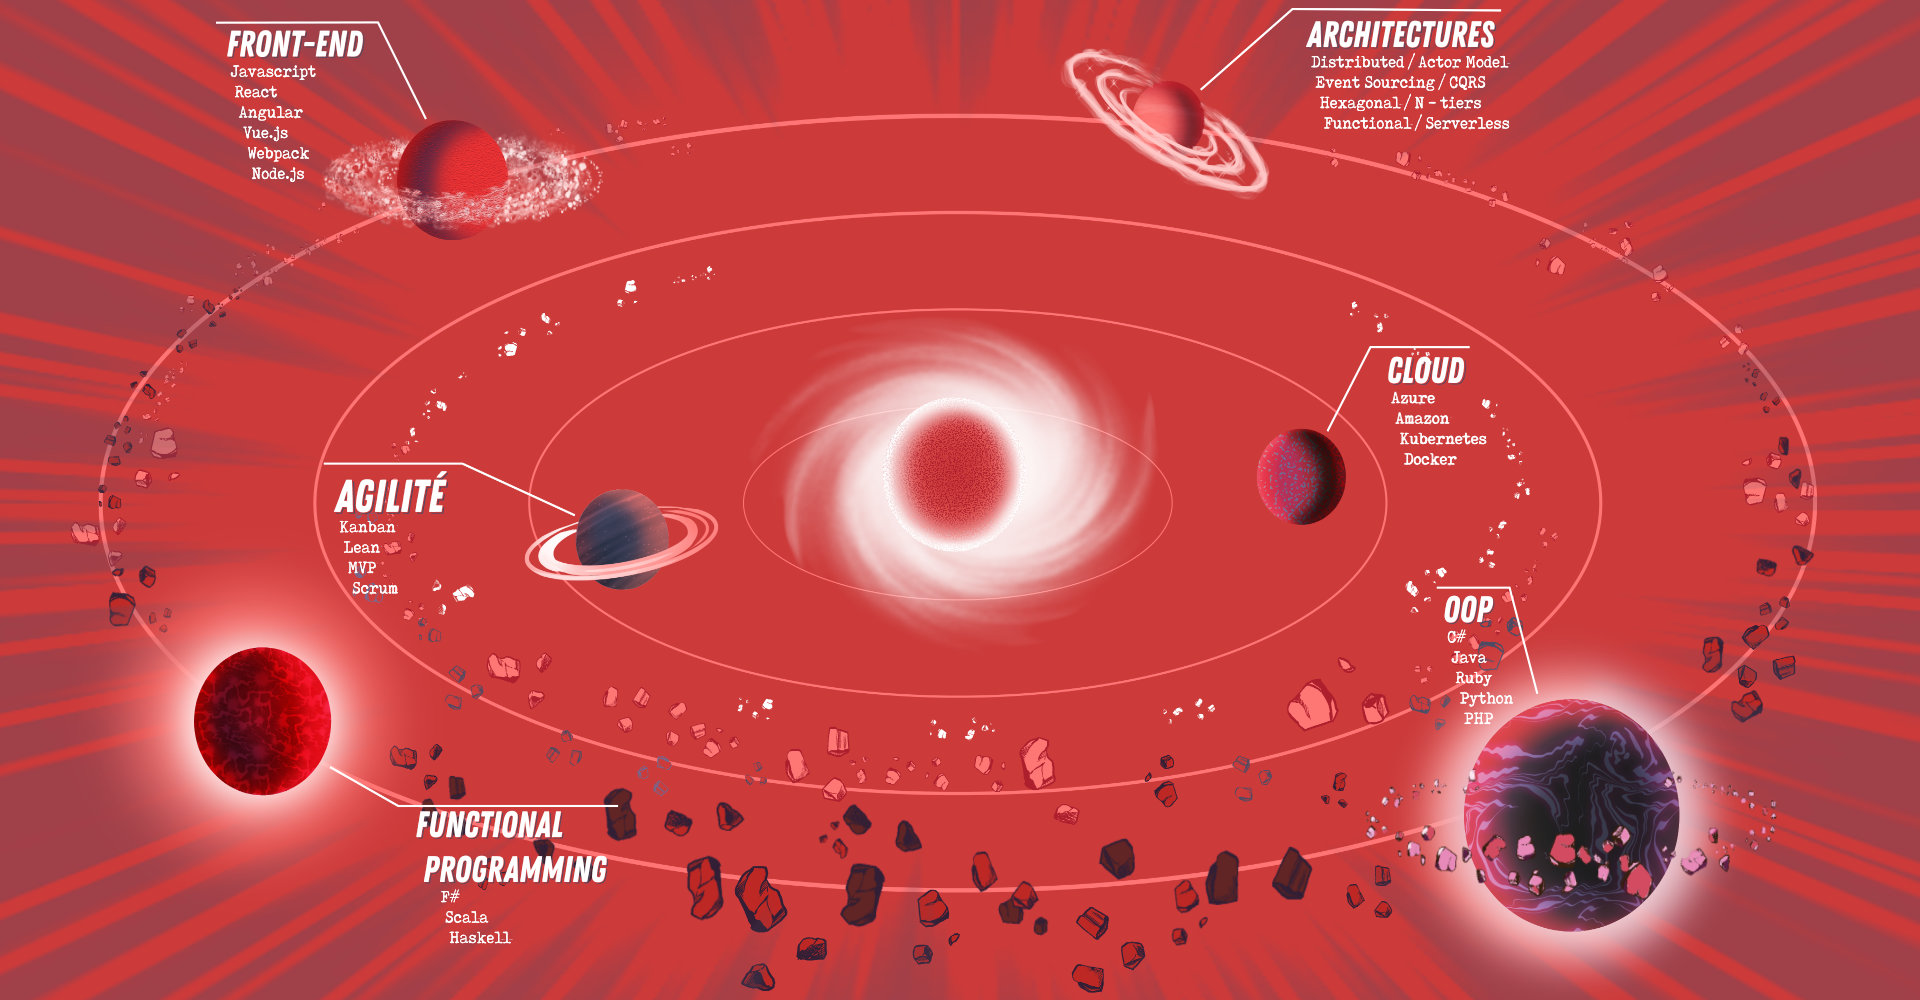 FRONT-END
Javascript
React
Angular
Vue.js
Webpack
Node.js
ARCHITECTURES
Distributed / Actor Model
Event Sourcing / CQRS
Hexagonal / N - tiers
Functional / Serverless
CLOUD
Azure
Amazon
Kubernetes
Docker
AGILITÉ
Kanban
Lean
MVP
Scrum
OOP
C#
Java
Ruby
Python
PHP
FUNCTIONAL
PROGRAMMING
F#
Scala
Haskell